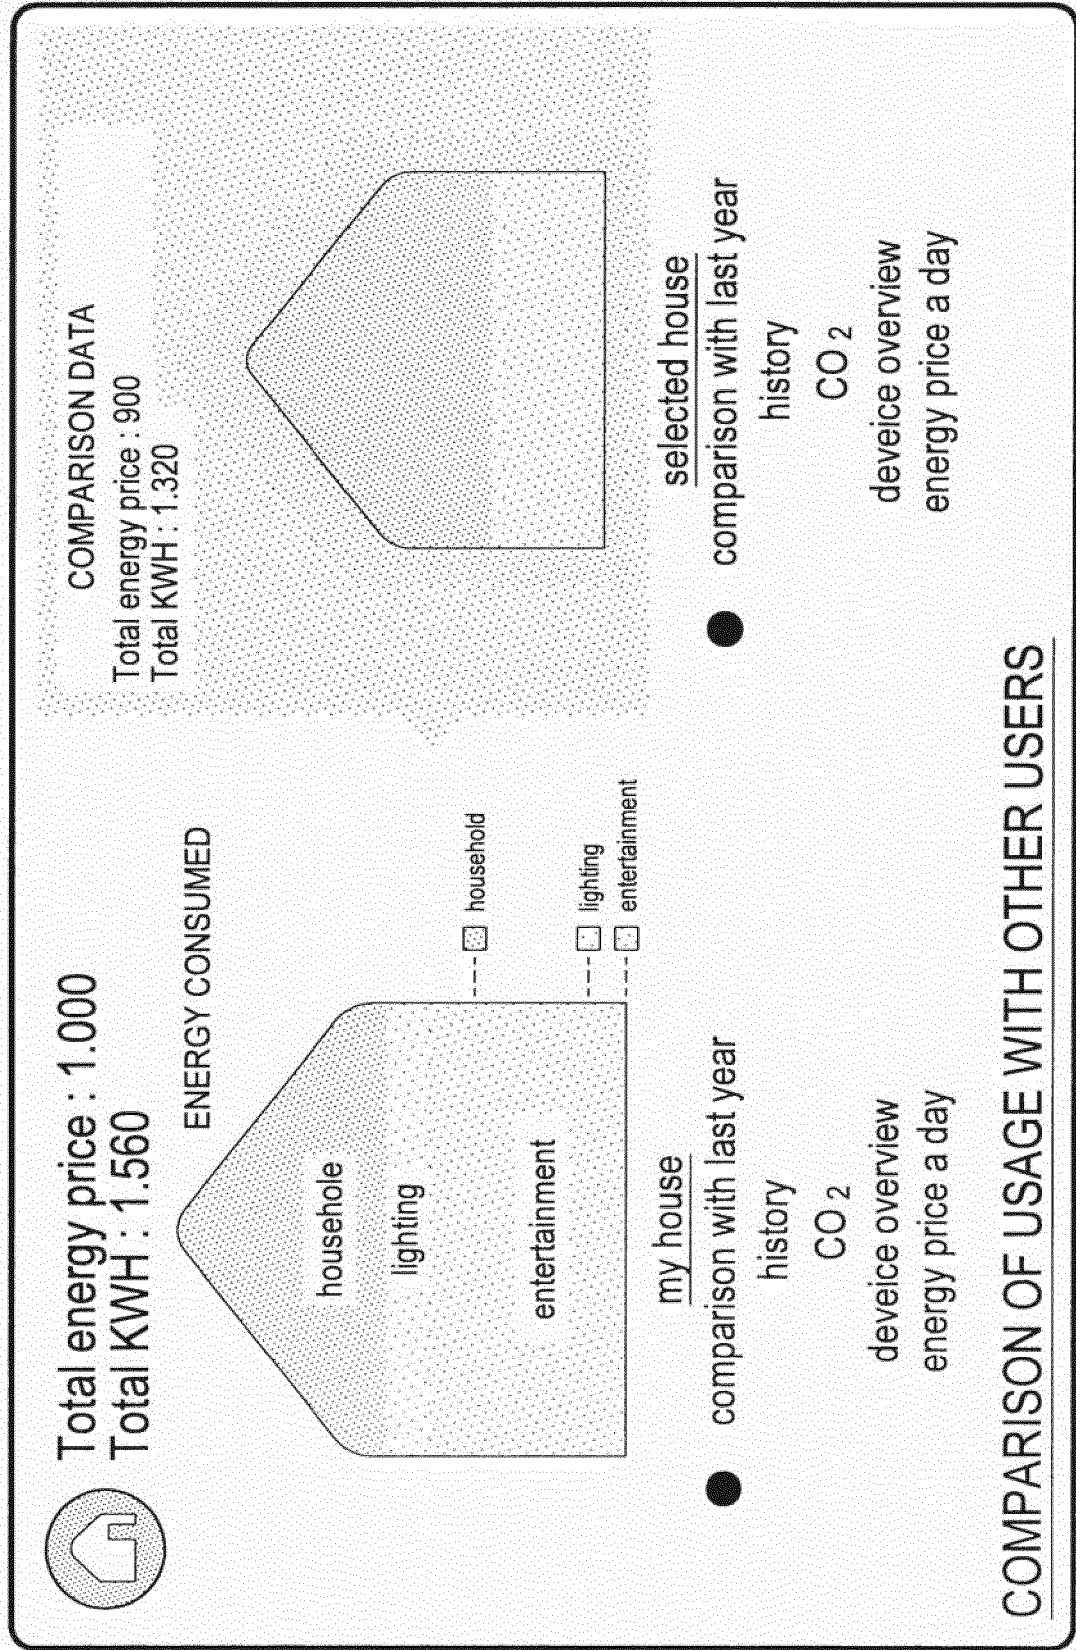 Total energy price : 1.000
Total KWH : 1.560
ENERGY CONSUMED
househole
lighting
entertainment
household
lighting
entertainment
my house
comparison with last year
history
CO2
deveice overview
energy price a day
COMPARISON DATA
Total energy price : 900
Total KWH : 1.320
selected house
comparison with last year
history
CO2
deveice overview
energy price a day
COMPARISON OF USAGE WITH OTHER USERS